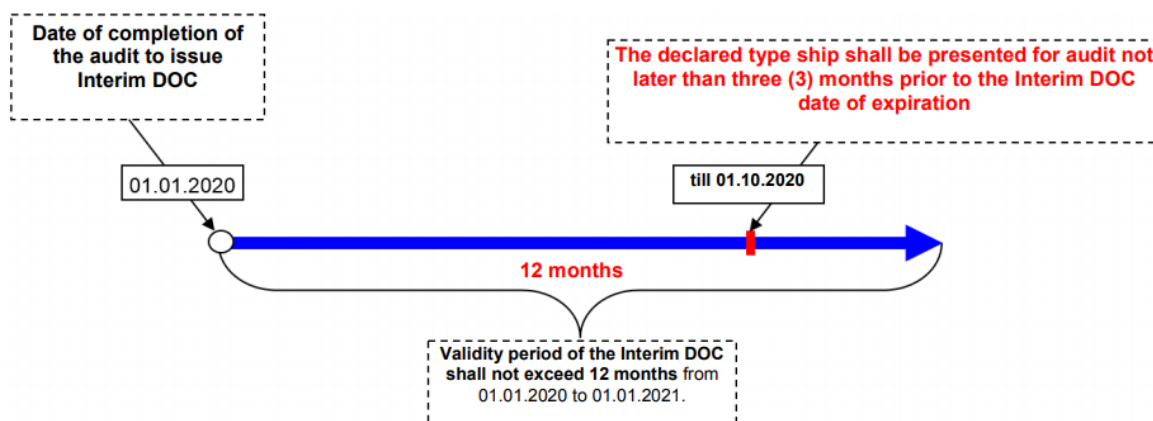 Date of completion of
the audit to issue
Interim DOC
The declared type ship shall be presented for audit not
later than three (3) months prior to the Interim DOC
date of expiration
01.01.2020
till 01.10.2020
12 months
Validity period of the Interim DOC
shall not exceed 12 months from
01.01.2020 to 01.01.2021.